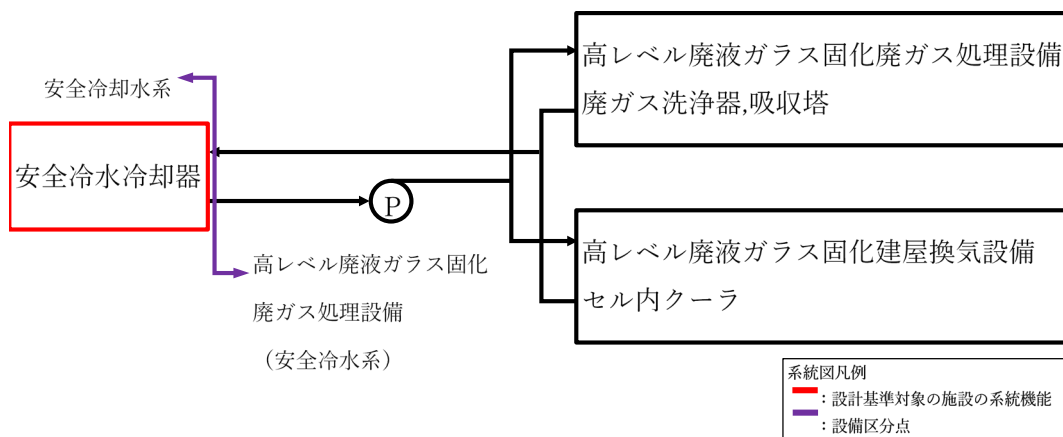 安全冷却水系
安全冷水冷却器
P
高レベル廃液ガラス固化廃ガス処理設備
廃ガス洗浄器,吸収塔
高レベル廃液ガラス固化建屋換気設備
セル内クーラ
高レベル廃液ガラス固化
廃ガス処理設備
（安全冷水系）
系統図凡例
：設計基準対象の施設の系統機能
：設備区分点